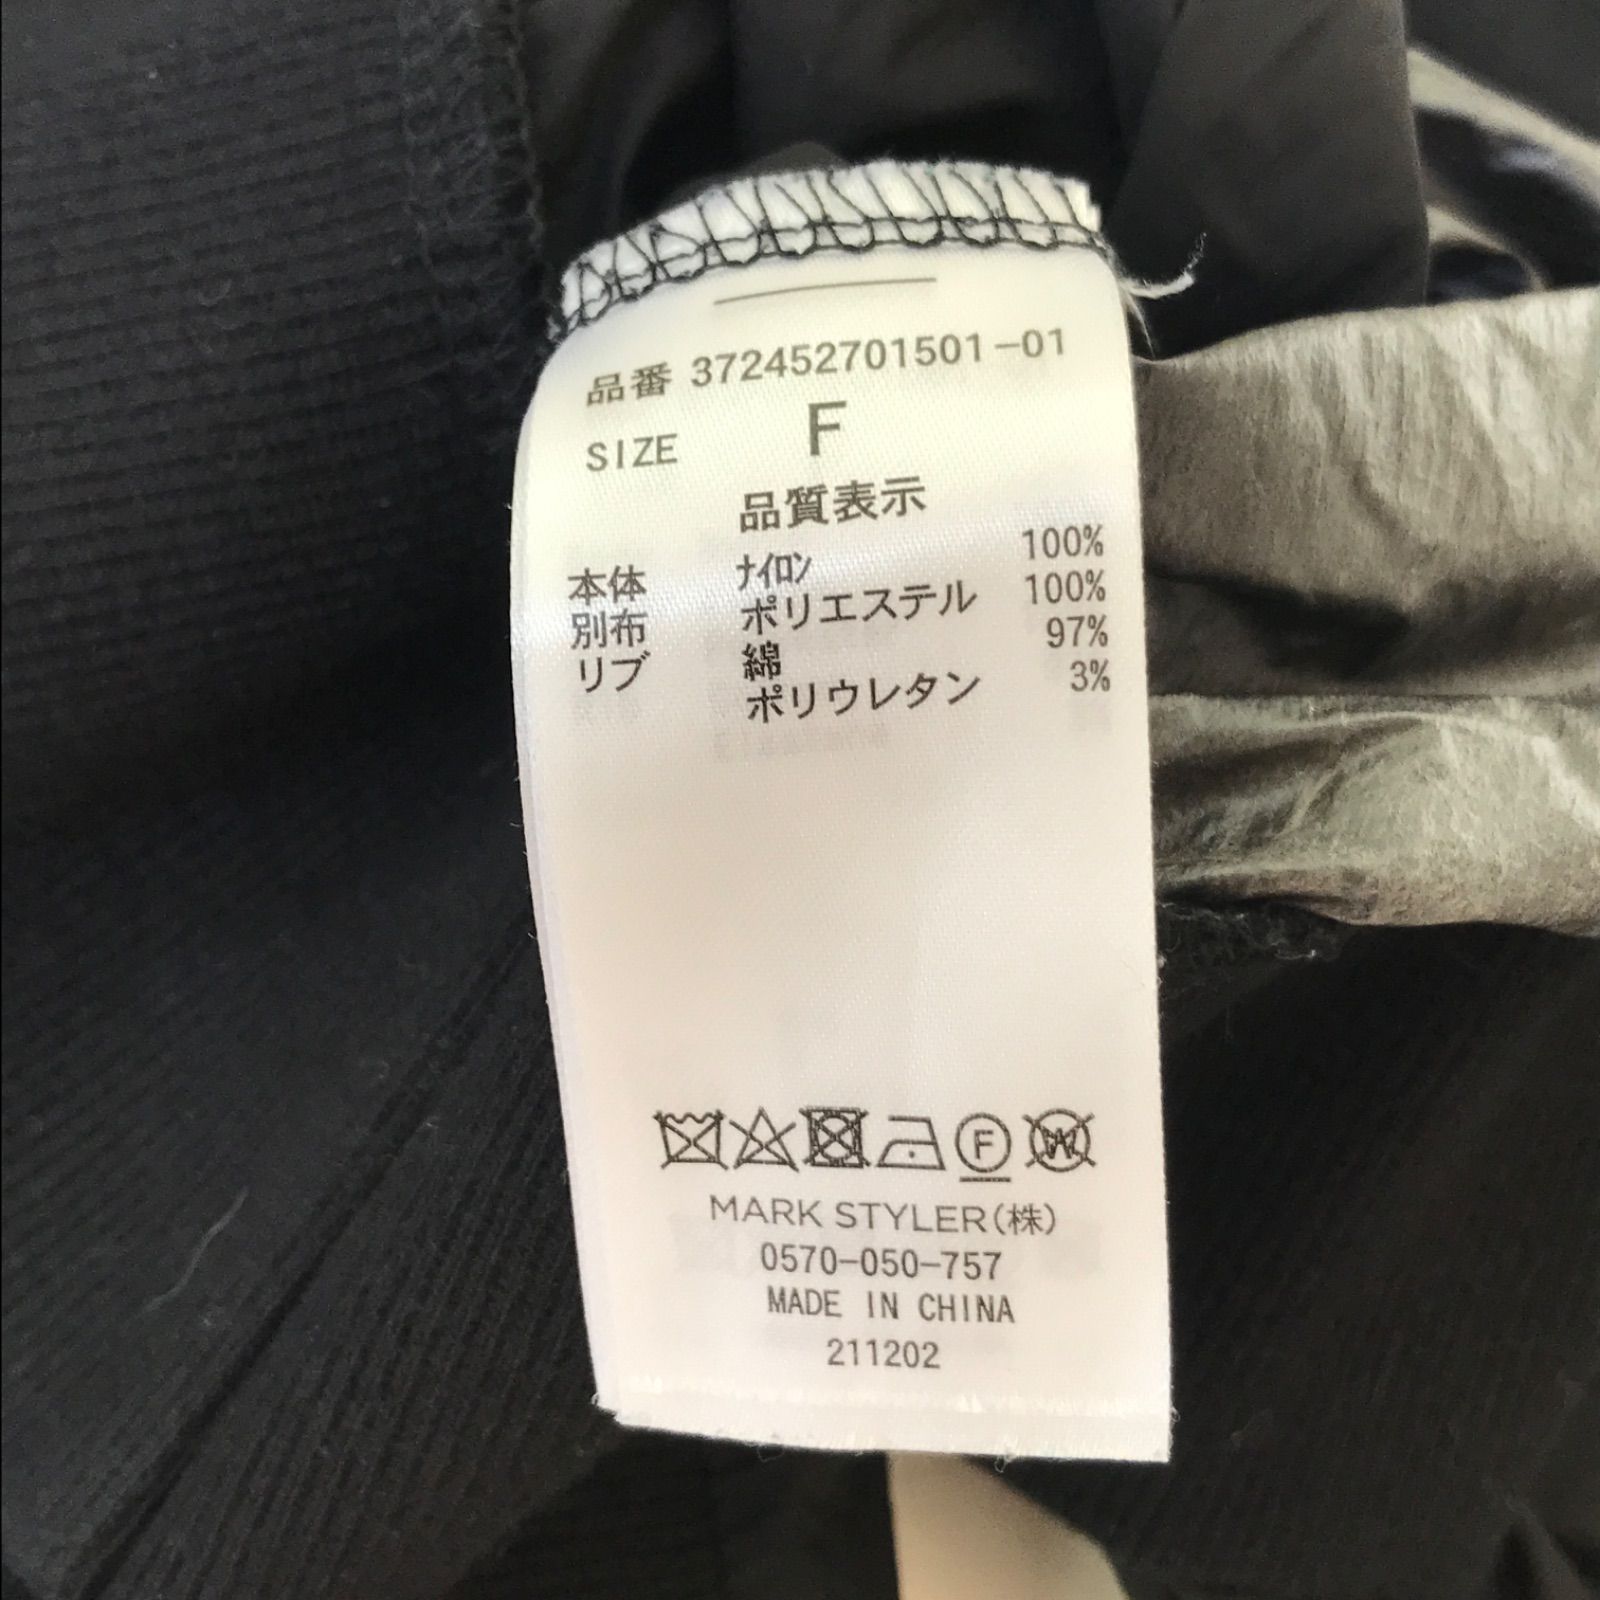 品番 372452701501-01
SIZE F
品質表示
本体 ﾅｲﾛﾝ 100%
別布 ポリエステル 100%
リブ 綿 97%
ポリウレタン 3%
F W
MARK STYLER(株)
0570-050-757
MADE IN CHINA
211202